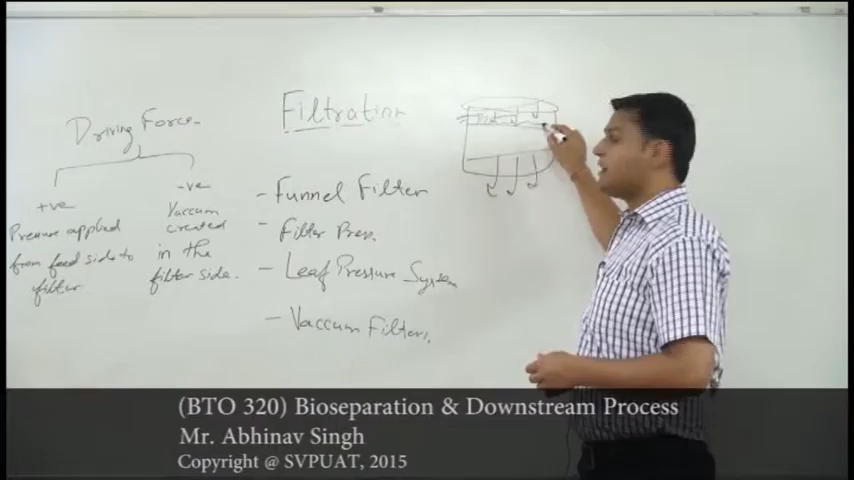 Filtration
Driving Force
+ve
Pressure applied
from feed side to
filter
-ve
Vaccum
created
in the
filter side.
- Funnel Filter
- Filter Press.
- Leaf Pressure System
- Vaccum Filters.
(BTO 320) Bioseparation & Downstream Process
Mr. Abhinav Singh
Copyright @ SVPUAT, 2015